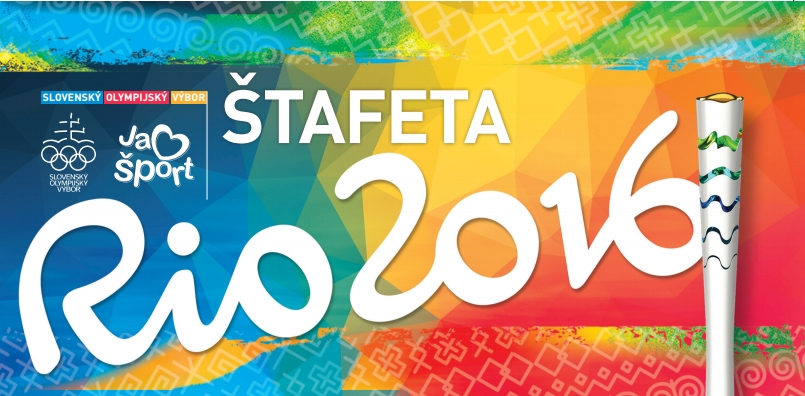 SLOVENSKÝ OLYMPIJSKÝ VÝBOR
ŠTAFETA
SLOVENSKÝ
OLYMPIJSKÝ
VÝBOR
Ja
šport
Rio2016